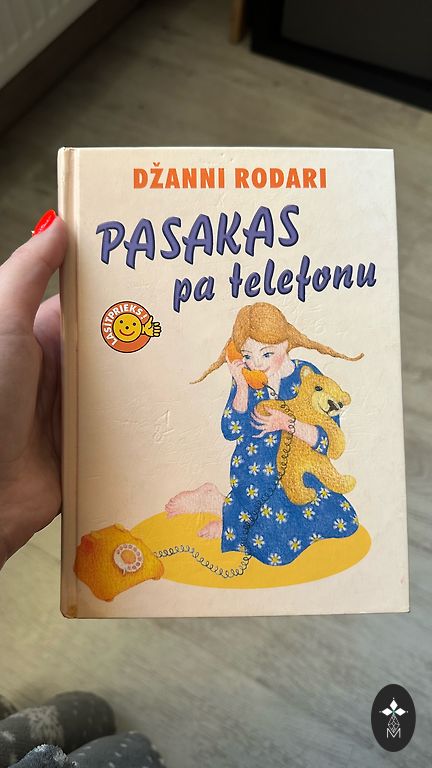 DŽANNI RODARI
PASAKAS
pa telefonu
LASĪTPRIEKS!
M